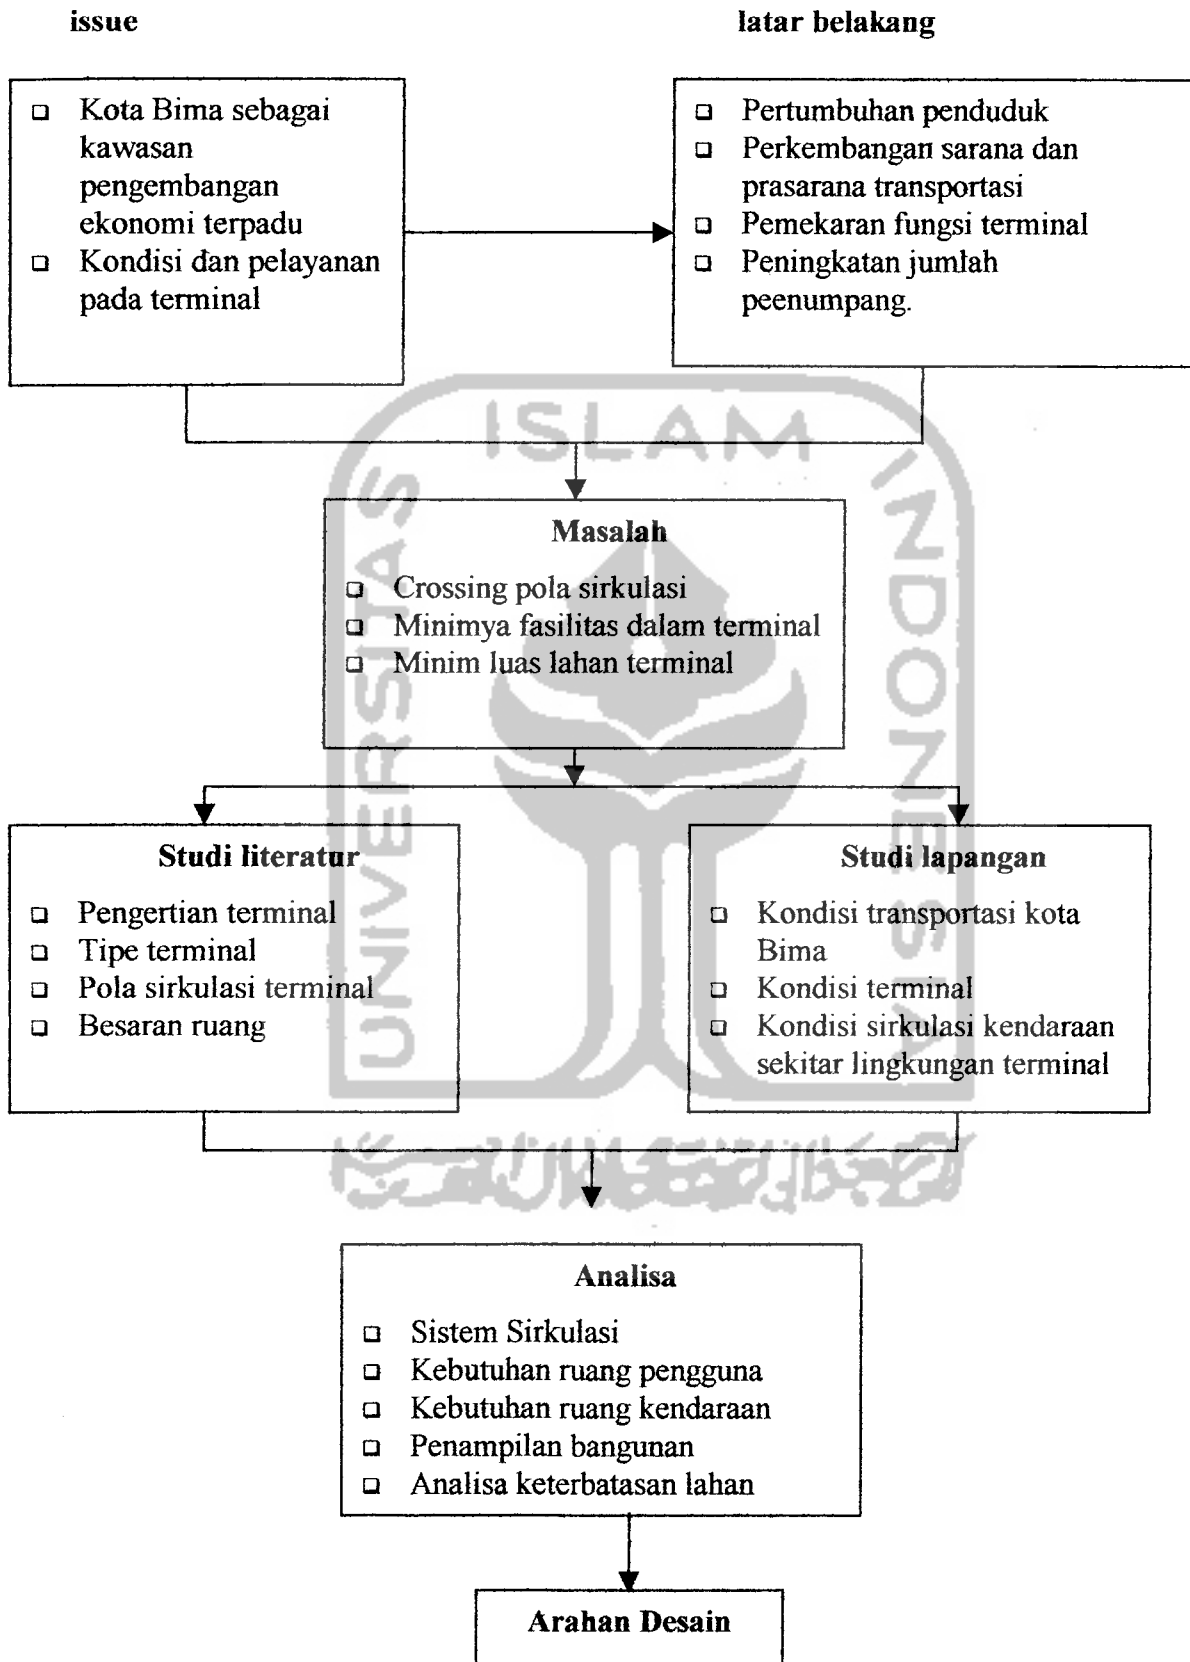 issue
latar belakang
❑ Kota Bima sebagai
kawasan
pengembangan
ekonomi terpadu
❑ Kondisi dan pelayanan
pada terminal
❑ Pertumbuhan penduduk
❑ Perkembangan sarana dan
prasarana transportasi
❑ Pemekaran fungsi terminal
❑ Peningkatan jumlah
peenumpang.
Masalah
❑ Crossing pola sirkulasi
❑ Minimya fasilitas dalam terminal
❑ Minim luas lahan terminal
Studi literatur
❑ Pengertian terminal
❑ Tipe terminal
❑ Pola sirkulasi terminal
❑ Besaran ruang
Studi lapangan
❑ Kondisi transportasi kota
Bima
❑ Kondisi terminal
❑ Kondisi sirkulasi kendaraan
sekitar lingkungan terminal
Analisa
❑ Sistem Sirkulasi
❑ Kebutuhan ruang pengguna
❑ Kebutuhan ruang kendaraan
❑ Penampilan bangunan
❑ Analisa keterbatasan lahan
Arahan Desain
UNIVERSITAS
ISLAM
INDONESIA